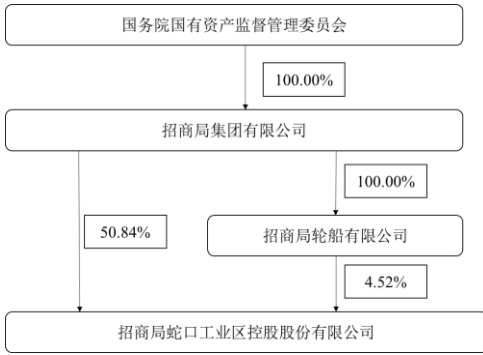 国务院国有资产监督管理委员会
100.00%
招商局集团有限公司
100.00%
50.84%
招商局轮船有限公司
4.52%
招商局蛇口工业区控股股份有限公司